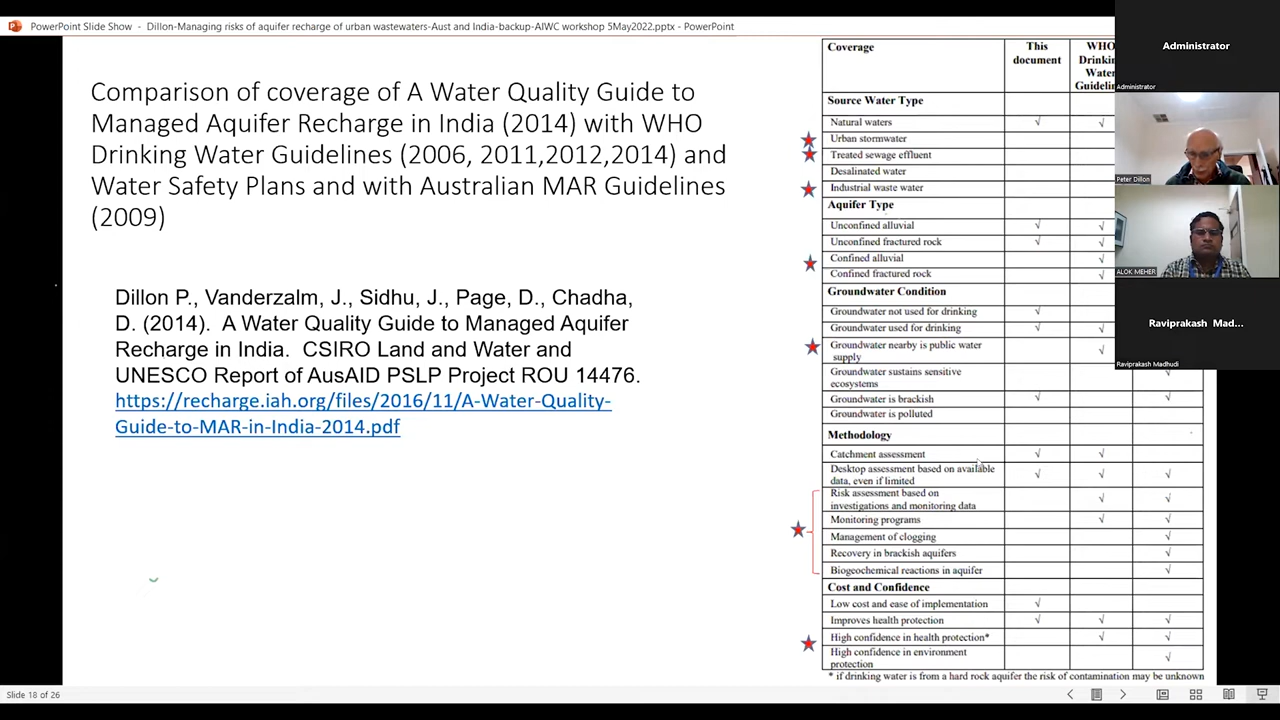 PowerPoint Slide Show - Dillon-Managing risks of aquifer recharge of urban wastewaters-Aust and India-backup-AIWC workshop 5May2022.pptx - PowerPoint
Comparison of coverage of A Water Quality Guide to
Managed Aquifer Recharge in India (2014) with WHO
Drinking Water Guidelines (2006, 2011,2012,2014) and
Water Safety Plans and with Australian MAR Guidelines
(2009)
Dillon P., Vanderzalm, J., Sidhu, J., Page, D., Chadha,
D. (2014). A Water Quality Guide to Managed Aquifer
Recharge in India. CSIRO Land and Water and
UNESCO Report of AusAID PSLP Project ROU 14476.
https://recharge.iah.org/files/2016/11/A-Water-Quality-
Guide-to-MAR-in-India-2014.pdf
Coverage This WHO
document Drinkin
Water
Guidelin
Source Water Type
Natural waters √ √
Urban stormwater
Treated sewage effluent
Desalinated water
Industrial waste water
Aquifer Type
Unconfined alluvial √ √
Unconfined fractured rock √ √
Confined alluvial √
Confined fractured rock √
Groundwater Condition
Groundwater not used for drinking √
Groundwater used for drinking √ √
Groundwater nearby is public water √
supply
Groundwater sustains sensitive √
ecosystems
Groundwater is brackish √ √
Groundwater is polluted
Methodology
Catchment assessment √ √
Desktop assessment based on available √ √ √
data, even if limited
Risk assessment based on √ √
investigations and monitoring data
Monitoring programs √ √
Management of clogging √
Recovery in brackish aquifers √
Biogeochemical reactions in aquifer √
Cost and Confidence
Low cost and ease of implementation √
Improves health protection √ √ √
High confidence in health protection* √ √
High confidence in environment √
protection
* if drinking water is from a hard rock aquifer the risk of contamination may be unknown
Administrator
Administrator
Peter Dillon
ALOK MEHER
Raviprakash Mad...
Raviprakash Madhudi
Slide 18 of 26